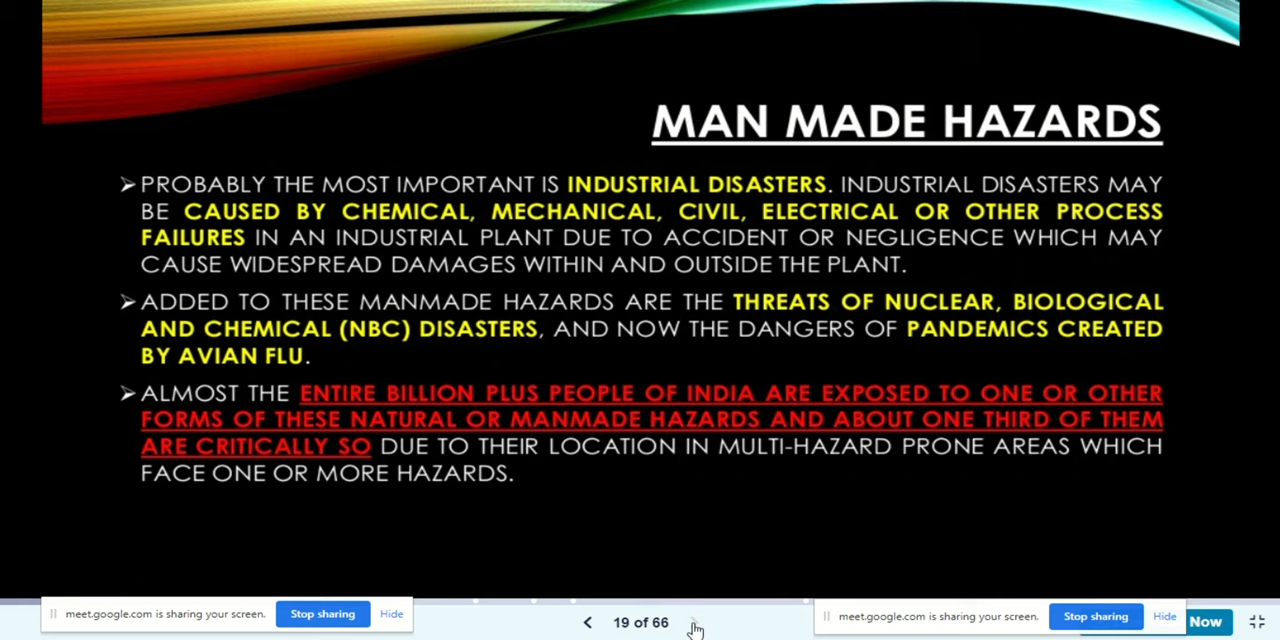 MAN MADE HAZARDS
➢ PROBABLY THE MOST IMPORTANT IS INDUSTRIAL DISASTERS. INDUSTRIAL DISASTERS MAY
BE CAUSED BY CHEMICAL, MECHANICAL, CIVIL, ELECTRICAL OR OTHER PROCESS
FAILURES IN AN INDUSTRIAL PLANT DUE TO ACCIDENT OR NEGLIGENCE WHICH MAY
CAUSE WIDESPREAD DAMAGES WITHIN AND OUTSIDE THE PLANT.
➢ ADDED TO THESE MANMADE HAZARDS ARE THE THREATS OF NUCLEAR, BIOLOGICAL
AND CHEMICAL (NBC) DISASTERS, AND NOW THE DANGERS OF PANDEMICS CREATED
BY AVIAN FLU.
➢ ALMOST THE ENTIRE BILLION PLUS PEOPLE OF INDIA ARE EXPOSED TO ONE OR OTHER
FORMS OF THESE NATURAL OR MANMADE HAZARDS AND ABOUT ONE THIRD OF THEM
ARE CRITICALLY SO DUE TO THEIR LOCATION IN MULTI-HAZARD PRONE AREAS WHICH
FACE ONE OR MORE HAZARDS.
meet.google.com is sharing your screen. Stop sharing Hide
19 of 66
meet.google.com is sharing your screen. Stop sharing Hide
Now